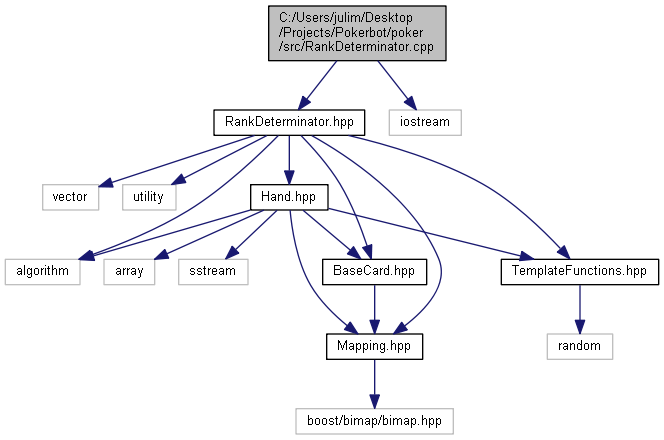 C:/Users/julim/Desktop
/Projects/Pokerbot/poker
/src/RankDeterminator.cpp
RankDeterminator.hpp
iostream
vector
utility
Hand.hpp
algorithm
array
sstream
BaseCard.hpp
TemplateFunctions.hpp
Mapping.hpp
random
boost/bimap/bimap.hpp